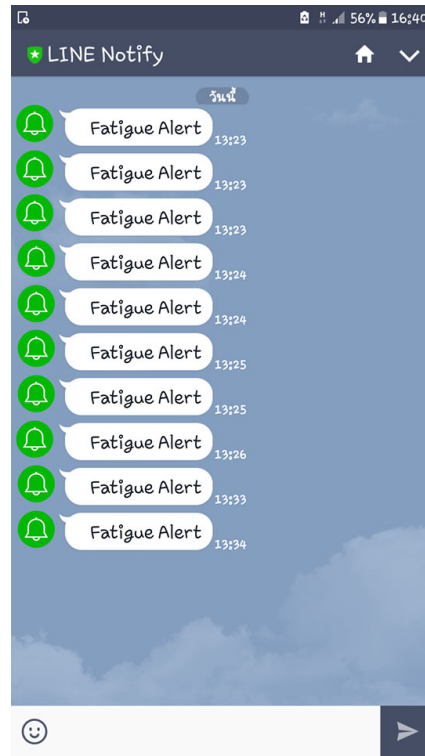 56% 16:40
LINE Notify
วันนี้
Fatigue Alert 13:23
Fatigue Alert 13:23
Fatigue Alert 13:23
Fatigue Alert 13:24
Fatigue Alert 13:24
Fatigue Alert 13:25
Fatigue Alert 13:25
Fatigue Alert 13:26
Fatigue Alert 13:33
Fatigue Alert 13:34